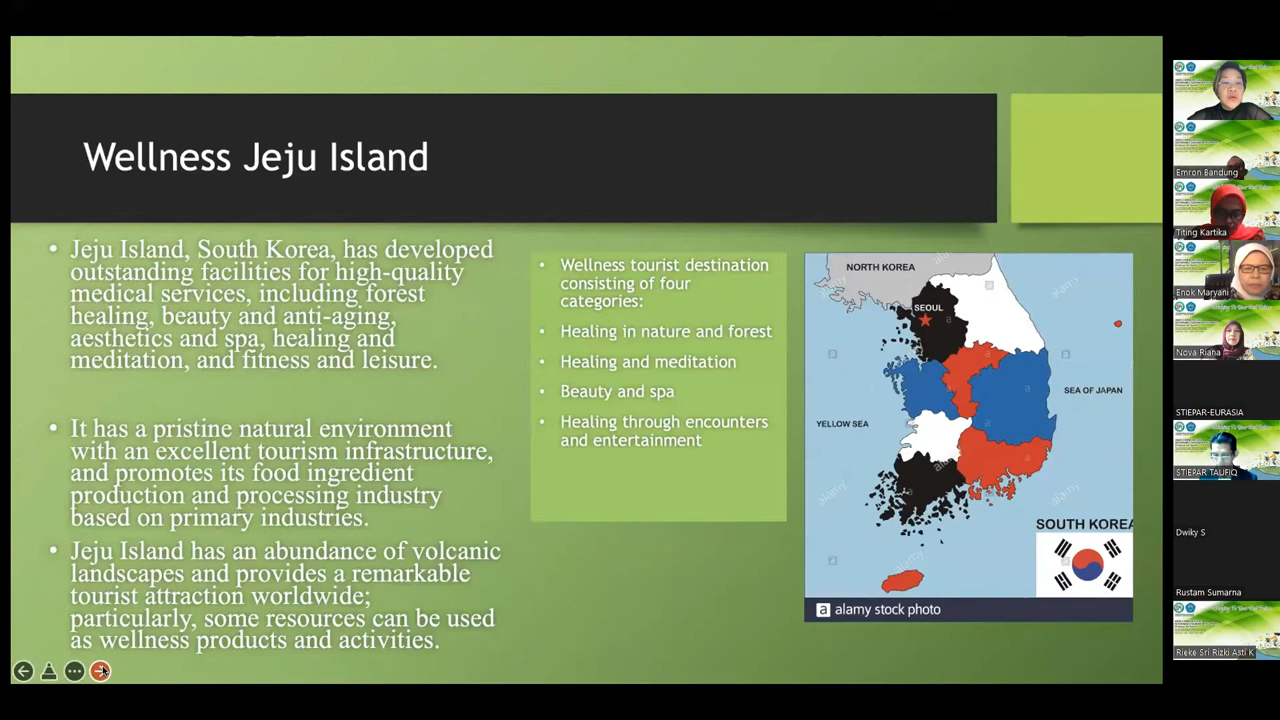 Wellness Jeju Island
• Jeju Island, South Korea, has developed
outstanding facilities for high-quality
medical services, including forest
healing, beauty and anti-aging,
aesthetics and spa, healing and
meditation, and fitness and leisure.
• It has a pristine natural environment
with an excellent tourism infrastructure,
and promotes its food ingredient
production and processing industry
based on primary industries.
• Jeju Island has an abundance of volcanic
landscapes and provides a remarkable
tourist attraction worldwide;
particularly, some resources can be used
as wellness products and activities.
• Wellness tourist destination
consisting of four
categories:
• Healing in nature and forest
• Healing and meditation
• Beauty and spa
• Healing through encounters
and entertainment
NORTH KOREA
SEOUL
SEA OF JAPAN
YELLOW SEA
SOUTH KOREA
alamy
alamy
a alamy stock photo
Emron Bandung
Titing Kartika
Enok Maryani
Nova Riana
STIEPAR-EURASIA
STIEPAR TAUFIQ
Dwiky S
Rustam Sumarna
Rieke Sri Rizki Asti K